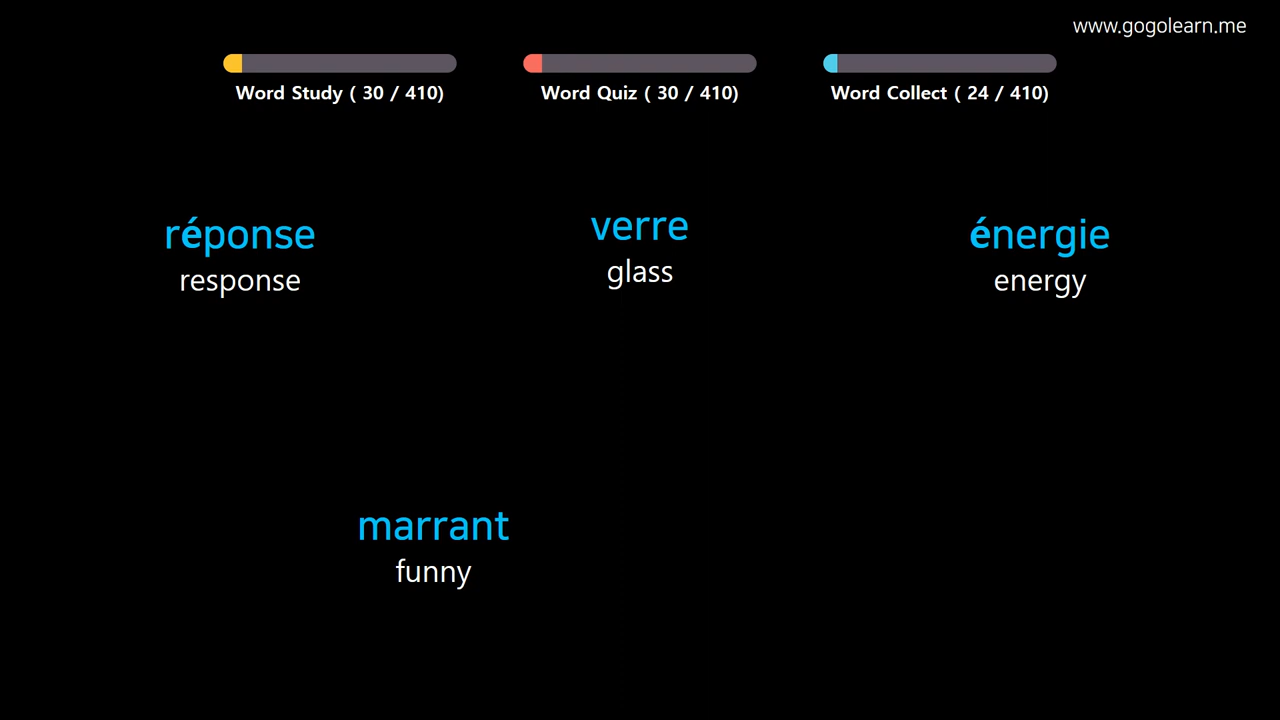 www.gogolearn.me
Word Study ( 30 / 410)
Word Quiz ( 30 / 410)
Word Collect ( 24 / 410)
réponse
response
verre
glass
énergie
energy
marrant
funny